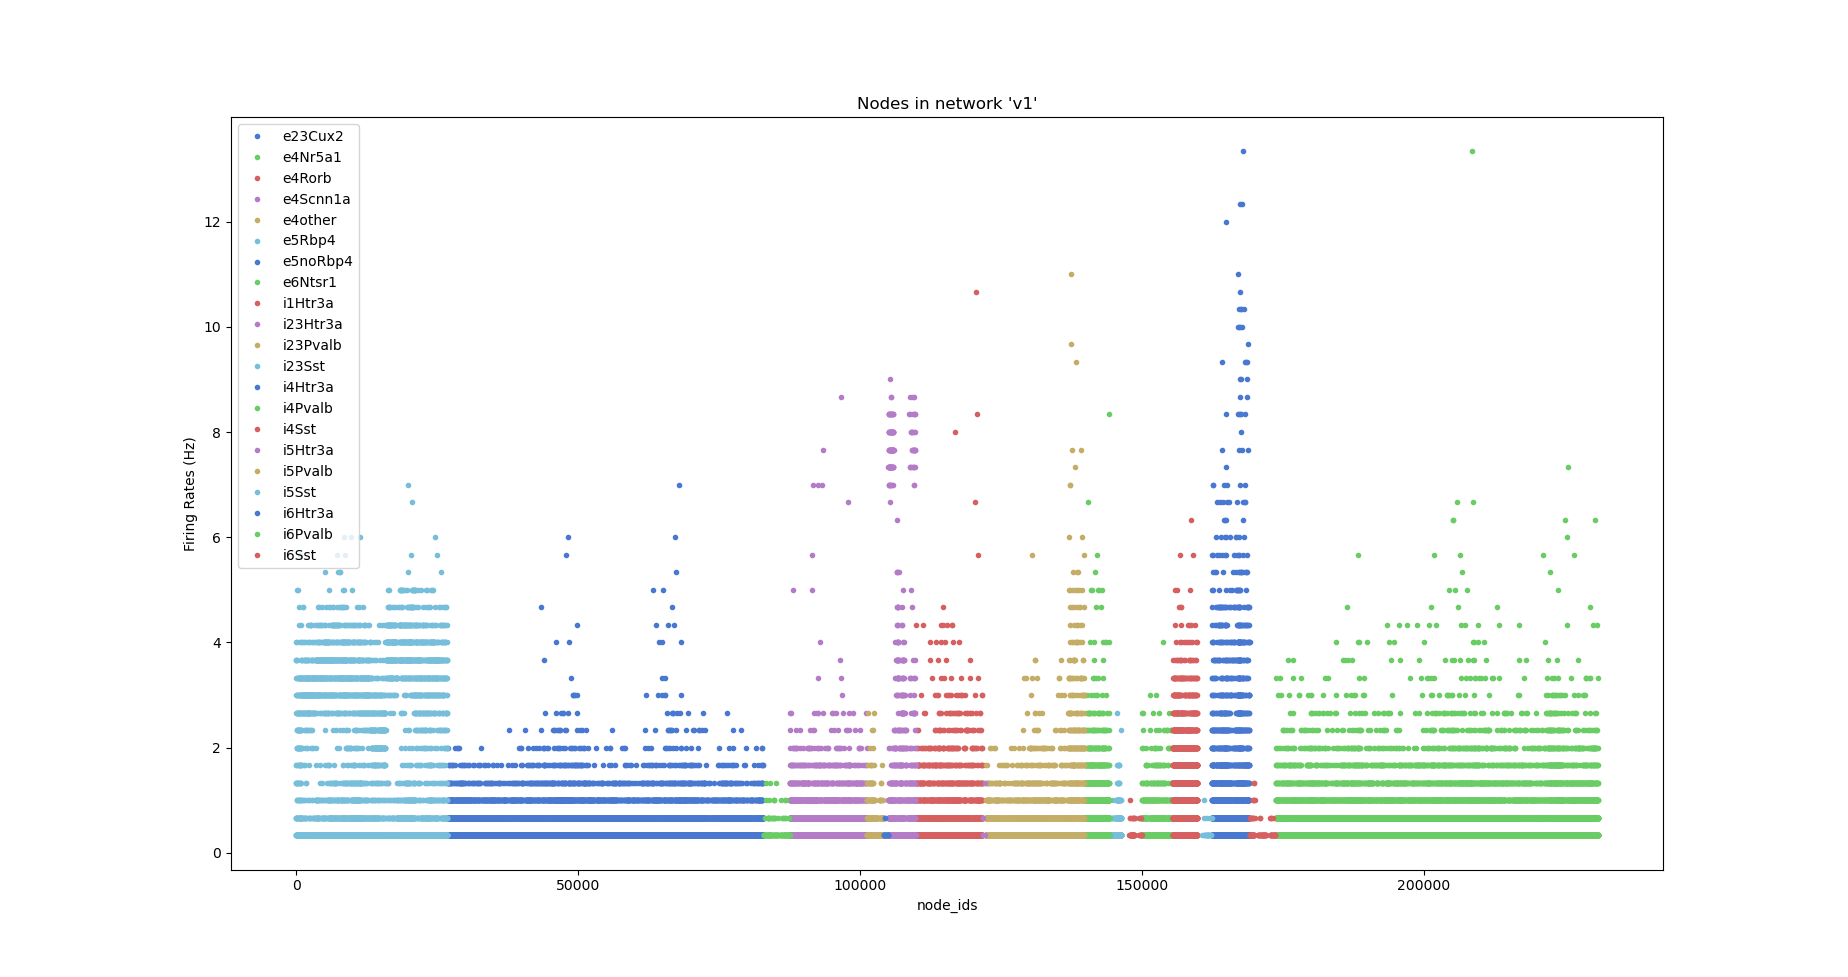 Nodes in network 'v1'
e23Cux2
e4Nr5a1
e4Rorb
e4Scnn1a
e4other
e5Rbp4
e5noRbp4
e6Ntsr1
i1Htr3a
i23Htr3a
i23Pvalb
i23Sst
i4Htr3a
i4Pvalb
i4Sst
i5Htr3a
i5Pvalb
i5Sst
i6Htr3a
i6Pvalb
i6Sst
Firing Rates (Hz)
12
10
8
6
4
2
0
0 50000 100000 150000 200000
node_ids